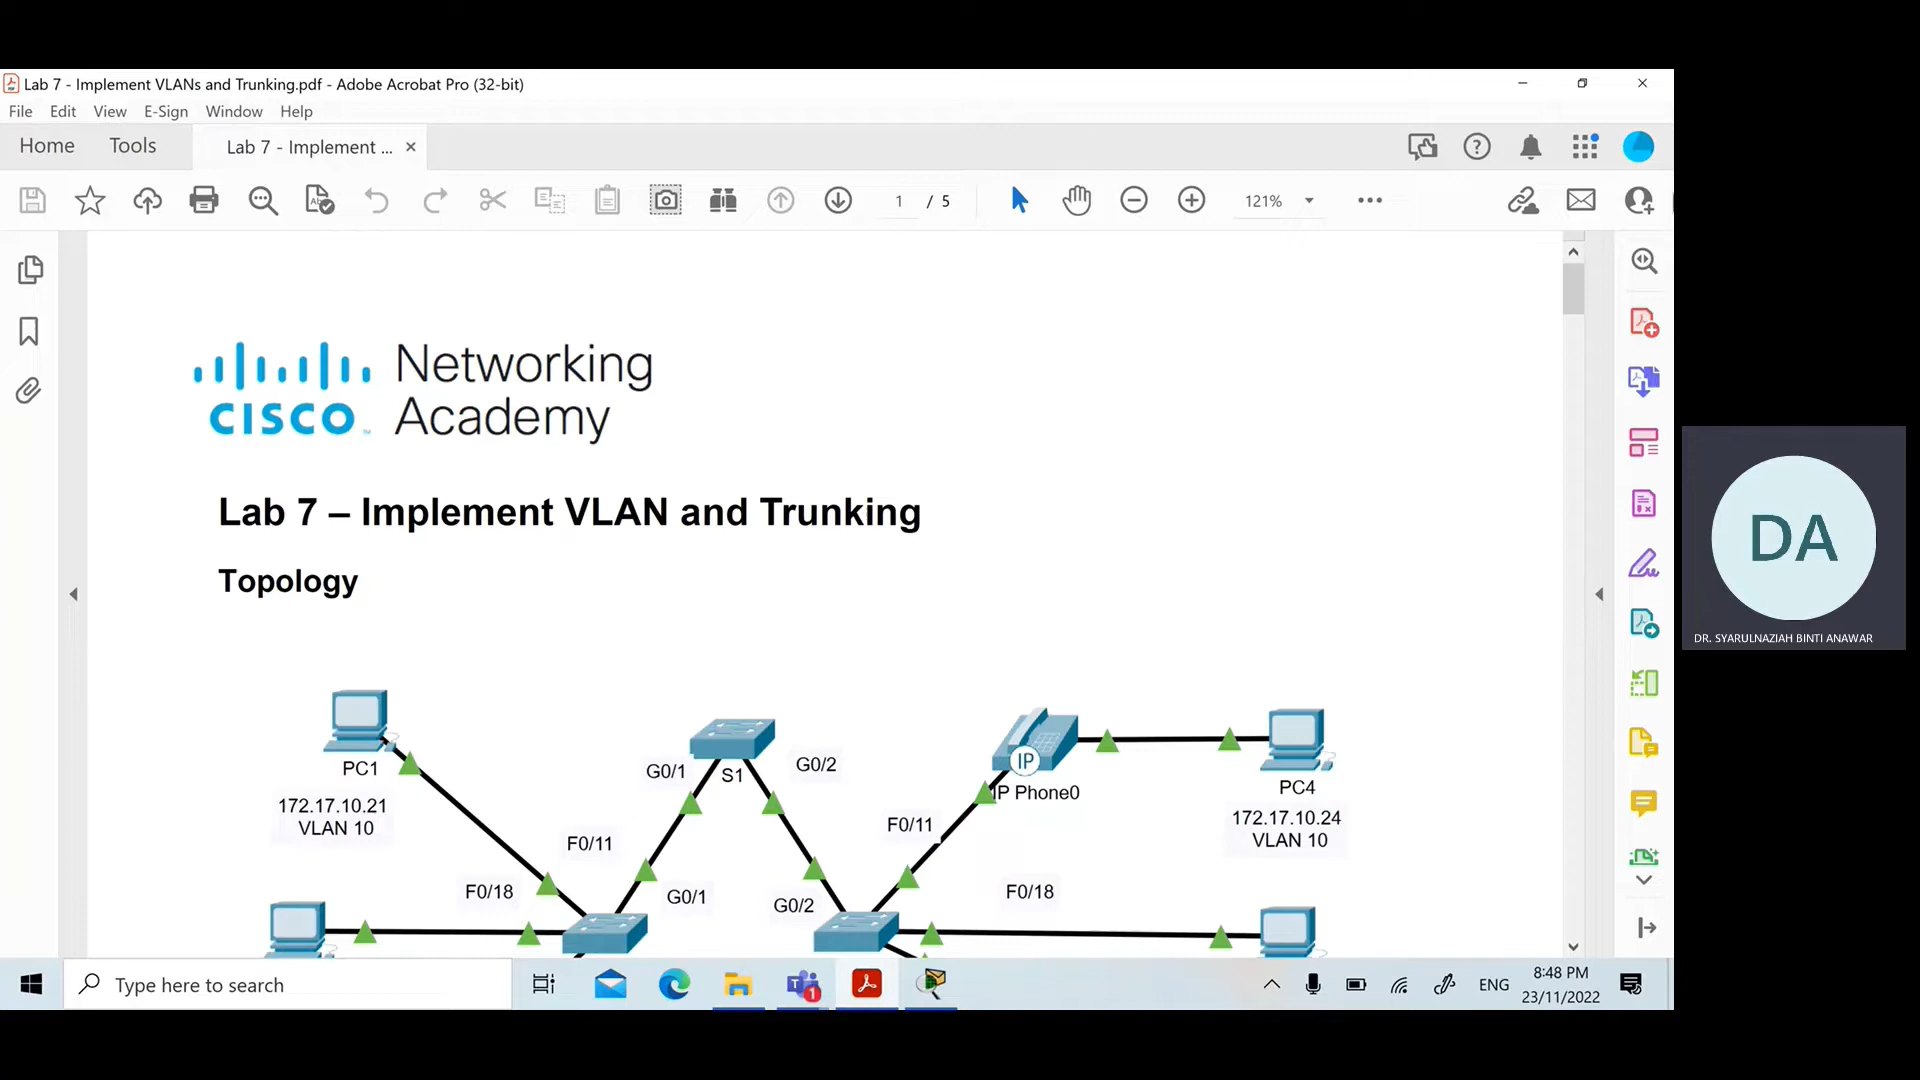 Lab 7 - Implement VLANs and Trunking.pdf - Adobe Acrobat Pro (32-bit)
File Edit View E-Sign Window Help
Home Tools Lab 7 - Implement ...
1 / 5 121%
CISCO Networking Academy
Lab 7 – Implement VLAN and Trunking
Topology
PC1
172.17.10.21
VLAN 10
G0/1
S1
G0/2
IP
IP Phone0
PC4
172.17.10.24
VLAN 10
F0/11
F0/11
F0/18
G0/1
G0/2
F0/18
DA
DR. SYARULNAZIAH BINTI ANAWAR
Type here to search
1
ENG
8:48 PM
23/11/2022